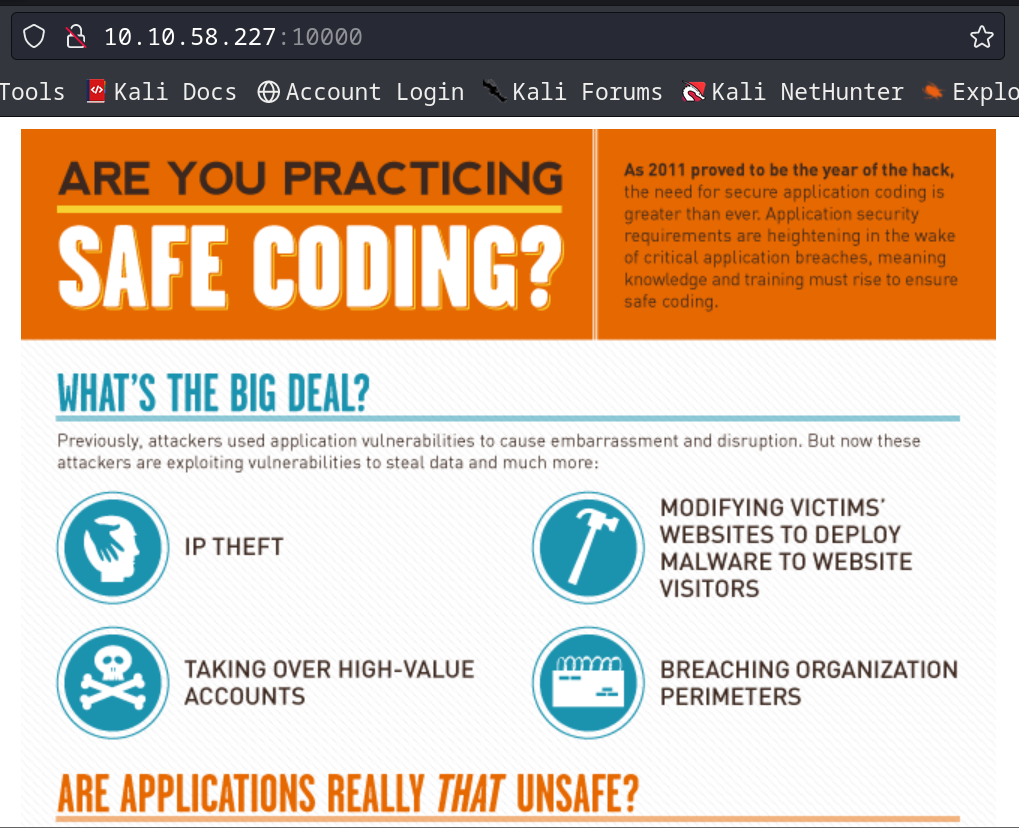 10.10.58.227:10000
Tools Kali Docs Account Login Kali Forums Kali NetHunter Explo
ARE YOU PRACTICING
SAFE CODING?
As 2011 proved to be the year of the hack,
the need for secure application coding is
greater than ever. Application security
requirements are heightening in the wake
of critical application breaches, meaning
knowledge and training must rise to ensure
safe coding.
WHAT'S THE BIG DEAL?
Previously, attackers used application vulnerabilities to cause embarrassment and disruption. But now these
attackers are exploiting vulnerabilities to steal data and much more:
IP THEFT
MODIFYING VICTIMS'
WEBSITES TO DEPLOY
MALWARE TO WEBSITE
VISITORS
TAKING OVER HIGH-VALUE
ACCOUNTS
BREACHING ORGANIZATION
PERIMETERS
ARE APPLICATIONS REALLY THAT UNSAFE?